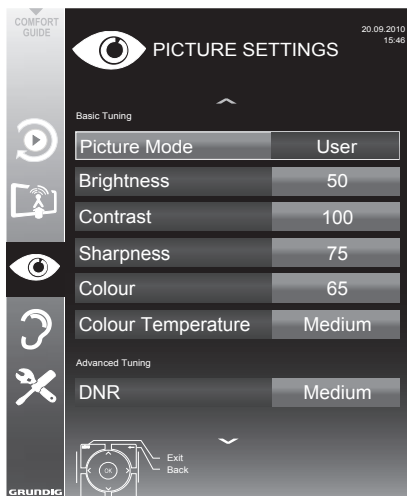 COMFORT
GUIDE
PICTURE SETTINGS
20.09.2010
15:46
Basic Tuning
Picture Mode User
Brightness 50
Contrast 100
Sharpness 75
Colour 65
Colour Temperature Medium
Advanced Tuning
DNR Medium
OK
Exit
Back
GRUNDIG